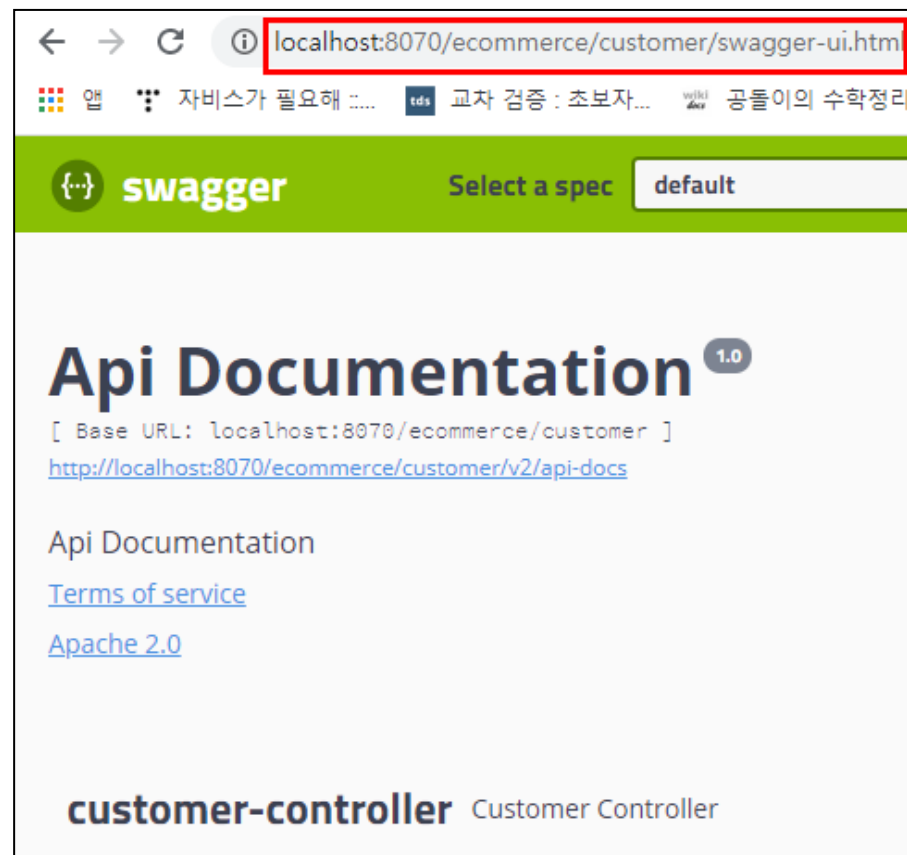 localhost:8070/ecommerce/customer/swagger-ui.html
앱 자비스가 필요해 ::... tds 교차 검증 : 초보자... wiki docs 공돌이의 수학정리
{...} swagger Select a spec default
Api Documentation 1.0
[ Base URL: localhost:8070/ecommerce/customer ]
http://localhost:8070/ecommerce/customer/v2/api-docs
Api Documentation
Terms of service
Apache 2.0
customer-controller Customer Controller